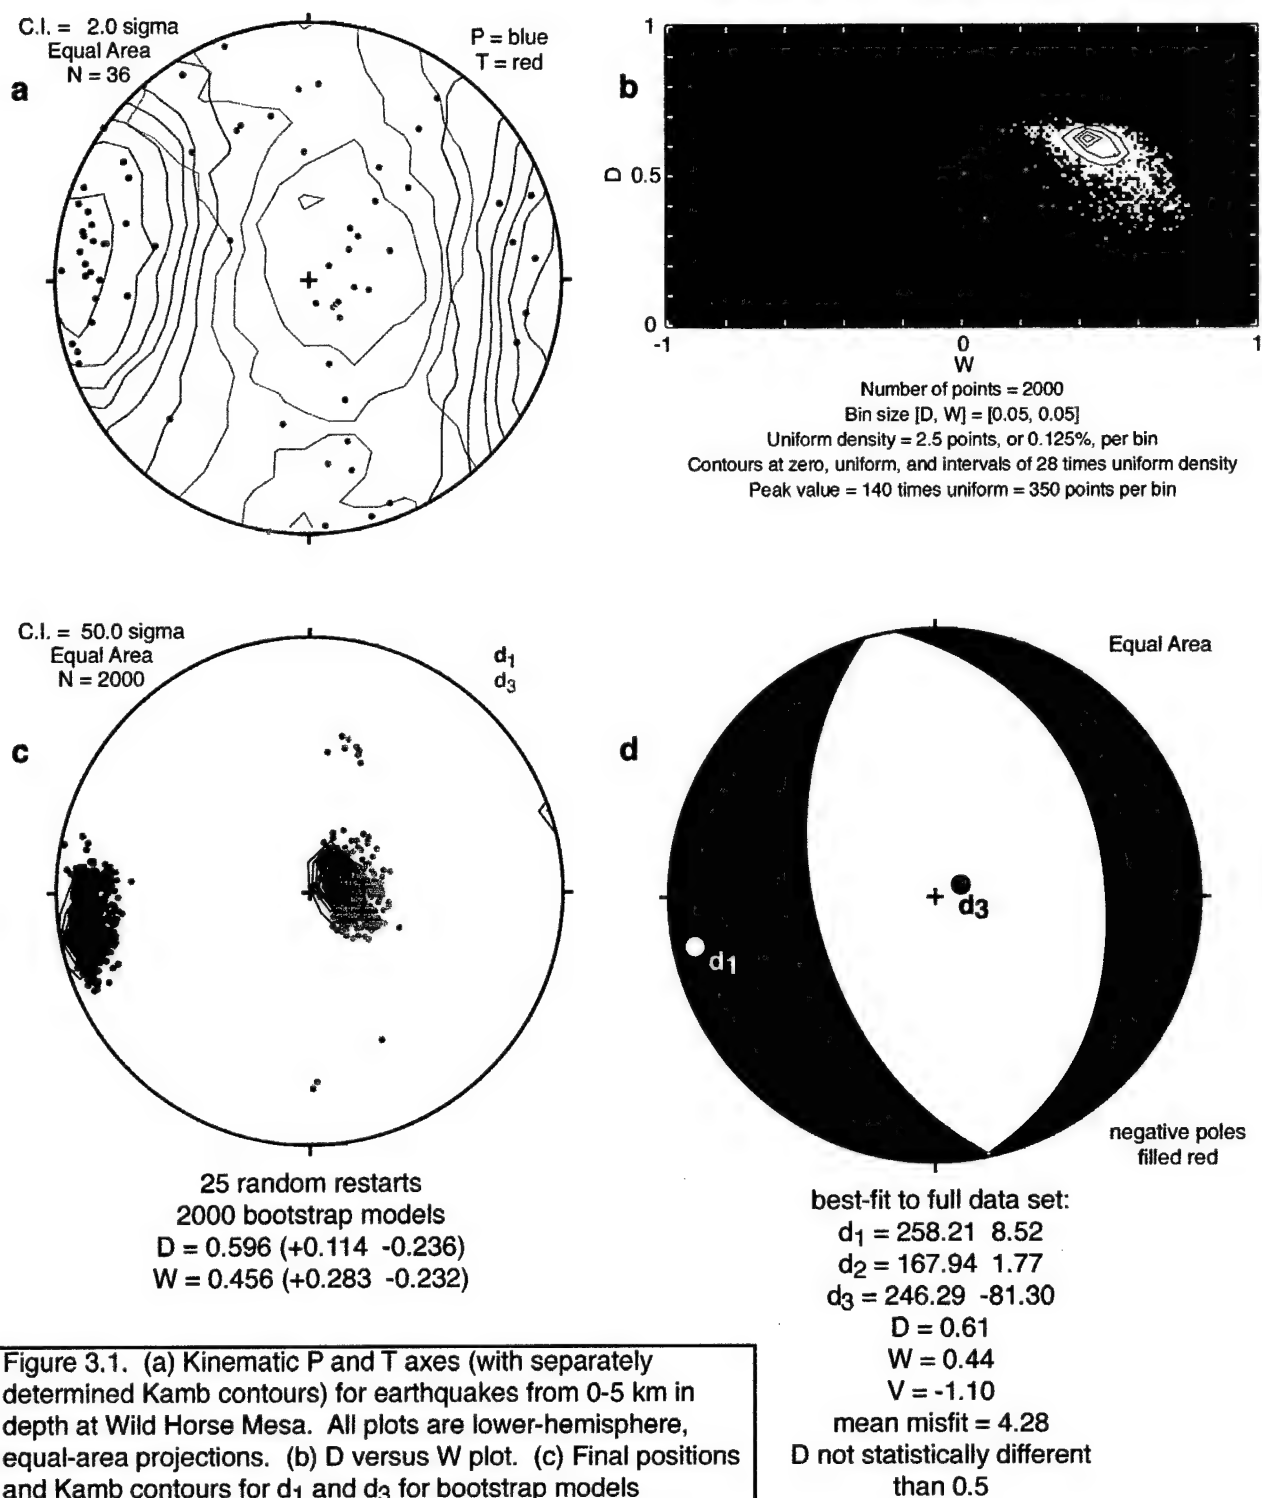 C.I. = 2.0 sigma
Equal Area
N = 36
P = blue
T = red
a
b
1
D 0.5
0
-1
0
1
W
Number of points = 2000
Bin size [D, W] = [0.05, 0.05]
Uniform density = 2.5 points, or 0.125%, per bin
Contours at zero, uniform, and intervals of 28 times uniform density
Peak value = 140 times uniform = 350 points per bin
C.I. = 50.0 sigma
Equal Area
N = 2000
d1
d3
c
25 random restarts
2000 bootstrap models
D = 0.596 (+0.114 -0.236)
W = 0.456 (+0.283 -0.232)
d
Equal Area
d3
d1
negative poles
filled red
best-fit to full data set:
d1 = 258.21 8.52
d2 = 167.94 1.77
d3 = 246.29 -81.30
D = 0.61
W = 0.44
V = -1.10
mean misfit = 4.28
D not statistically different
than 0.5
Figure 3.1. (a) Kinematic P and T axes (with separately
determined Kamb contours) for earthquakes from 0-5 km in
depth at Wild Horse Mesa. All plots are lower-hemisphere,
equal-area projections. (b) D versus W plot. (c) Final positions
and Kamb contours for d1 and d3 for bootstrap models